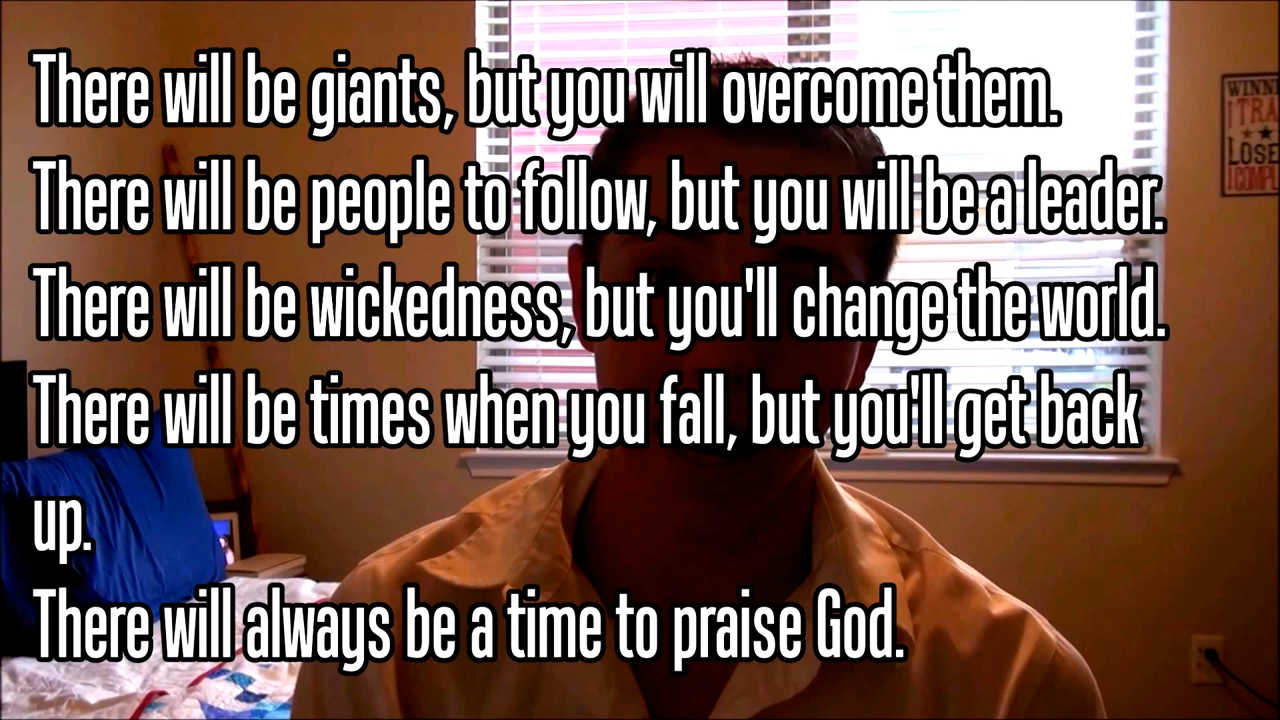 There will be giants, but you will overcome them.
There will be people to follow, but you will be a leader.
There will be wickedness, but you'll change the world.
There will be times when you fall, but you'll get back
up.
There will always be a time to praise God.
LOSE